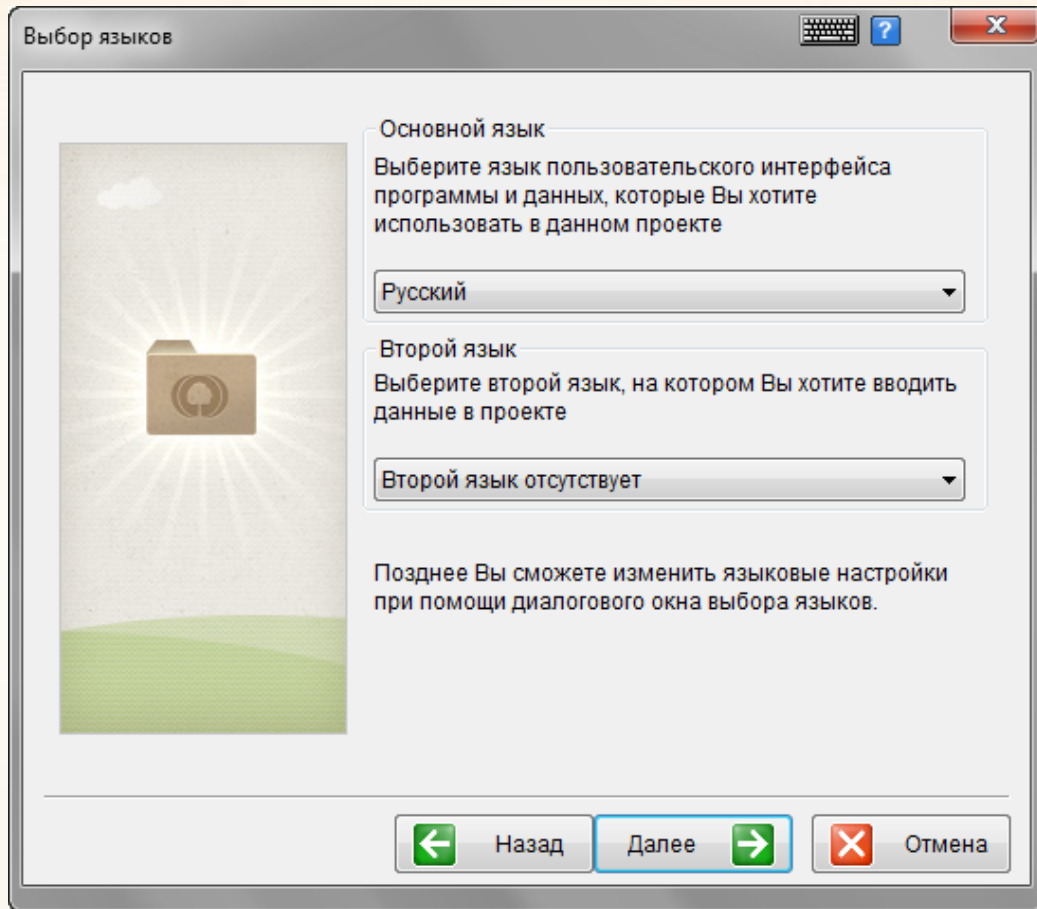 Выбор языков
Основной язык
Выберите язык пользовательского интерфейса
программы и данных, которые Вы хотите
использовать в данном проекте
Русский
Второй язык
Выберите второй язык, на котором Вы хотите вводить
данные в проекте
Второй язык отсутствует
Позднее Вы сможете изменить языковые настройки
при помощи диалогового окна выбора языков.
Назад
Далее
Отмена